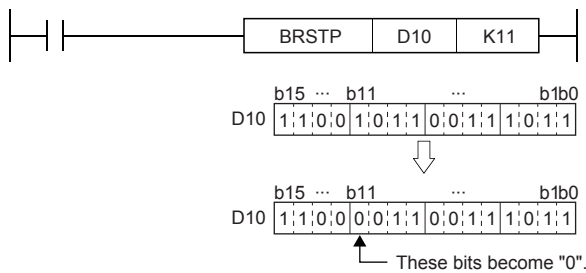 BRSTP D10 K11
b15 ... b11 ... b1b0
D10 1 1 0 0 1 0 1 1 0 0 1 1 1 0 1 1
b15 ... b11 ... b1b0
D10 1 1 0 0 0 0 1 1 0 0 1 1 1 0 1 1
These bits become "0".